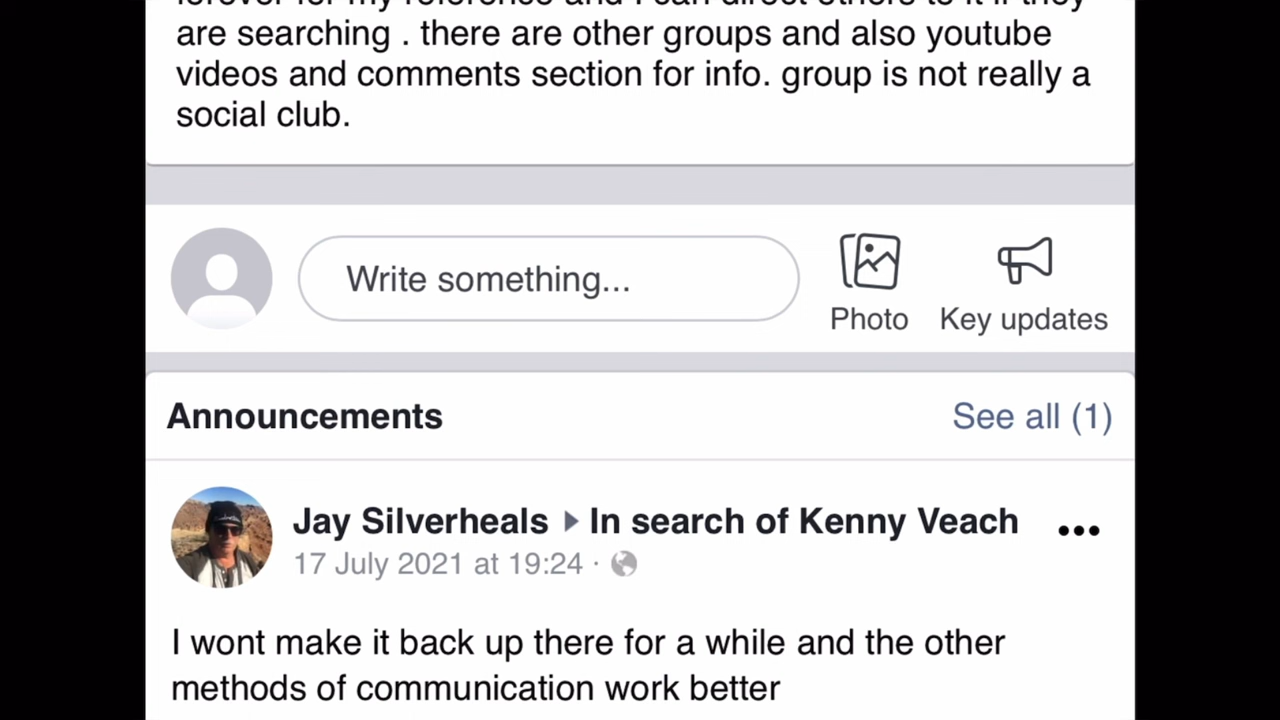 are searching . there are other groups and also youtube
videos and comments section for info. group is not really a
social club.
Write something...
Photo
Key updates
Announcements
See all (1)
Jay Silverheals ▸ In search of Kenny Veach
17 July 2021 at 19:24 ·
I wont make it back up there for a while and the other
methods of communication work better